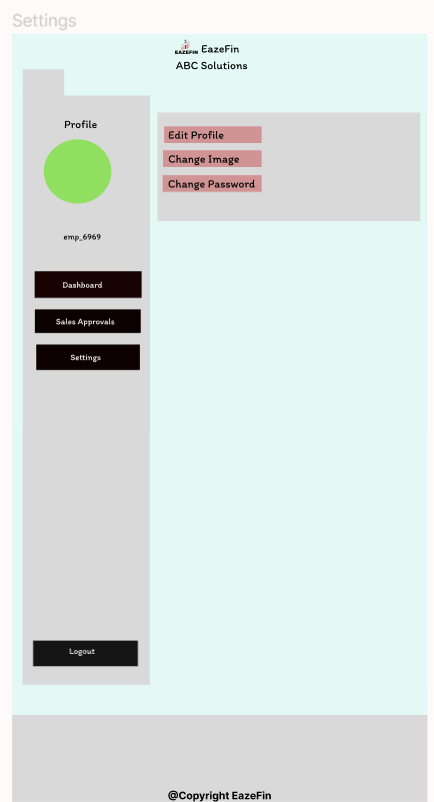 Settings
EAZEFIN EazeFin
ABC Solutions
Profile
emp_6969
Dashboard
Sales Approvals
Settings
Logout
Edit Profile
Change Image
Change Password
@Copyright EazeFin